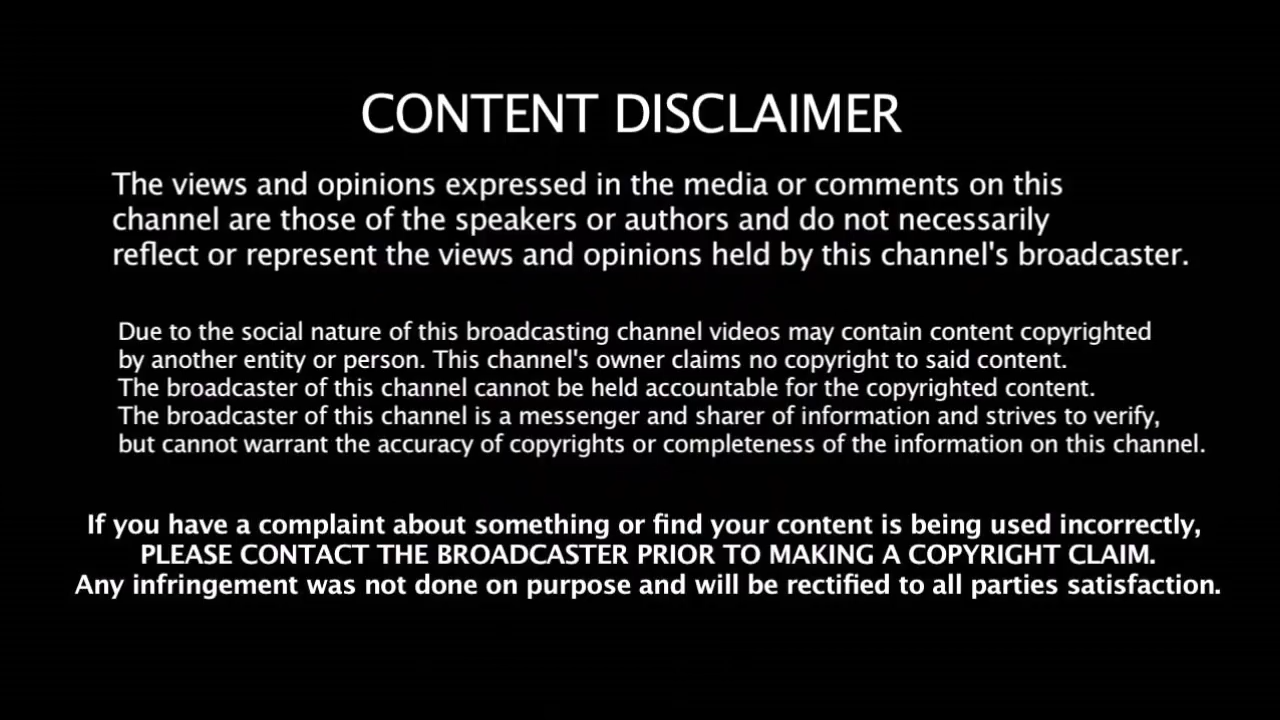 CONTENT DISCLAIMER
The views and opinions expressed in the media or comments on this
channel are those of the speakers or authors and do not necessarily
reflect or represent the views and opinions held by this channel's broadcaster.
Due to the social nature of this broadcasting channel videos may contain content copyrighted
by another entity or person. This channel's owner claims no copyright to said content.
The broadcaster of this channel cannot be held accountable for the copyrighted content.
The broadcaster of this channel is a messenger and sharer of information and strives to verify,
but cannot warrant the accuracy of copyrights or completeness of the information on this channel.
If you have a complaint about something or find your content is being used incorrectly,
PLEASE CONTACT THE BROADCASTER PRIOR TO MAKING A COPYRIGHT CLAIM.
Any infringement was not done on purpose and will be rectified to all parties satisfaction.